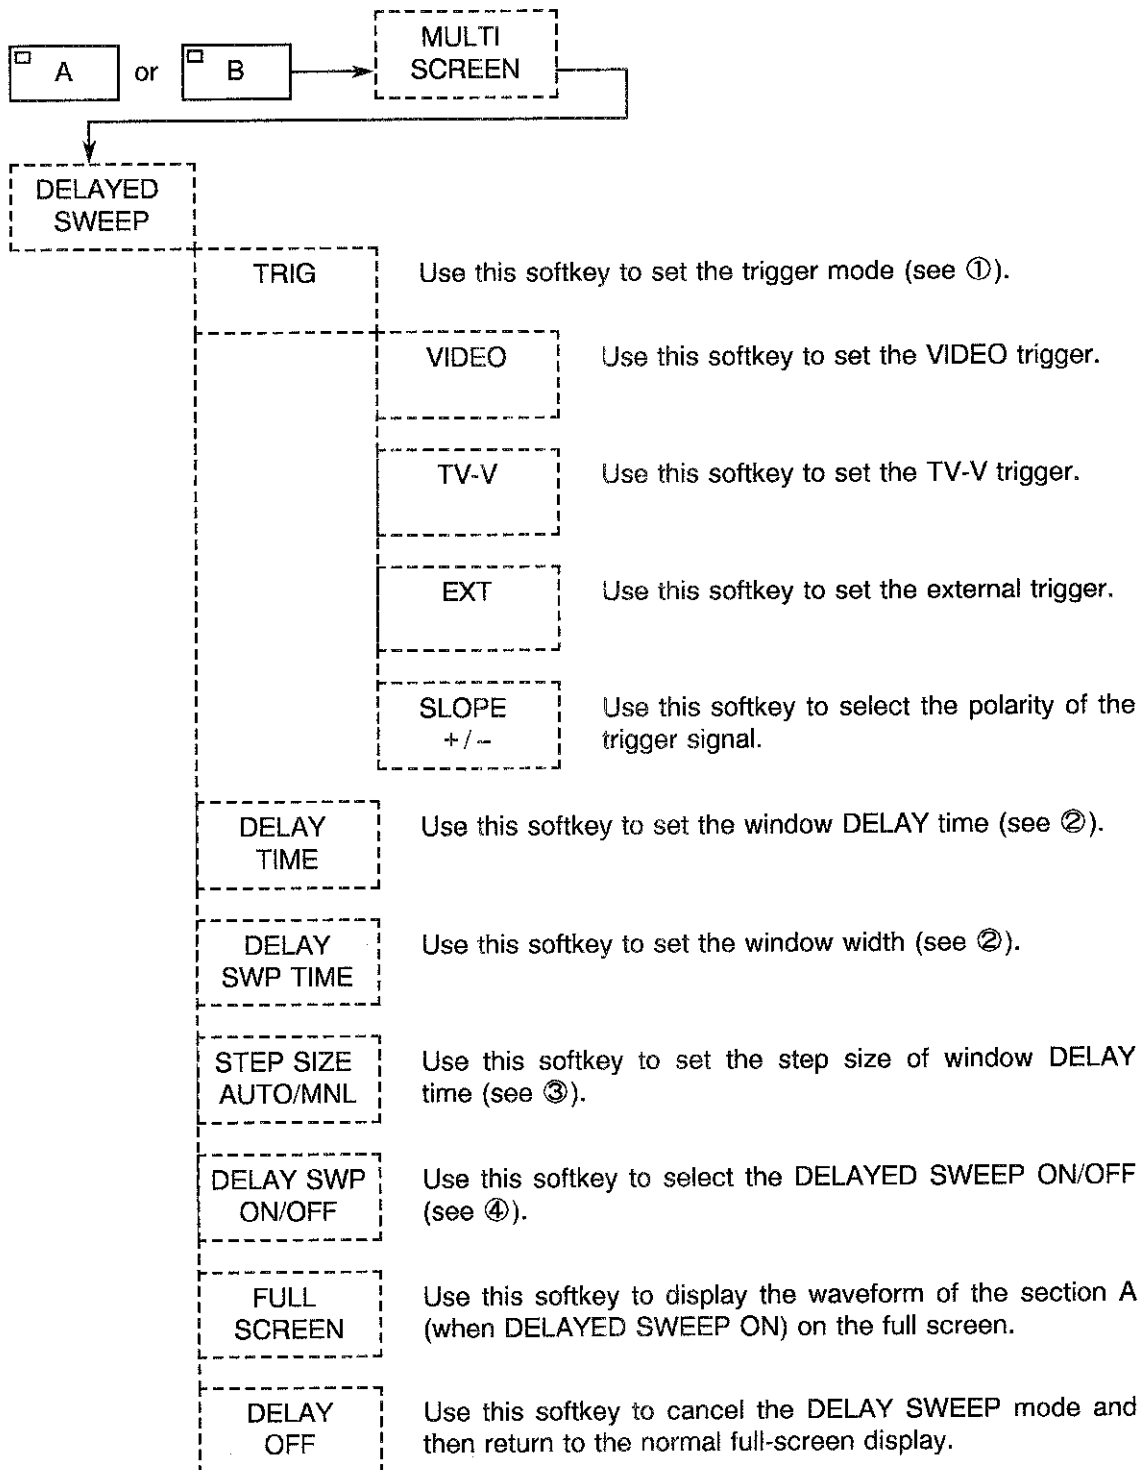 A or B MULTI
SCREEN
DELAYED
SWEEP
TRIG Use this softkey to set the trigger mode (see ①).
VIDEO Use this softkey to set the VIDEO trigger.
TV-V Use this softkey to set the TV-V trigger.
EXT Use this softkey to set the external trigger.
SLOPE Use this softkey to select the polarity of the
+/− trigger signal.
DELAY Use this softkey to set the window DELAY time (see ②).
TIME
DELAY Use this softkey to set the window width (see ②).
SWP TIME
STEP SIZE Use this softkey to set the step size of window DELAY
AUTO/MNL time (see ③).
DELAY SWP Use this softkey to select the DELAYED SWEEP ON/OFF
ON/OFF (see ④).
FULL Use this softkey to display the waveform of the section A
SCREEN (when DELAYED SWEEP ON) on the full screen.
DELAY Use this softkey to cancel the DELAY SWEEP mode and
OFF then return to the normal full-screen display.